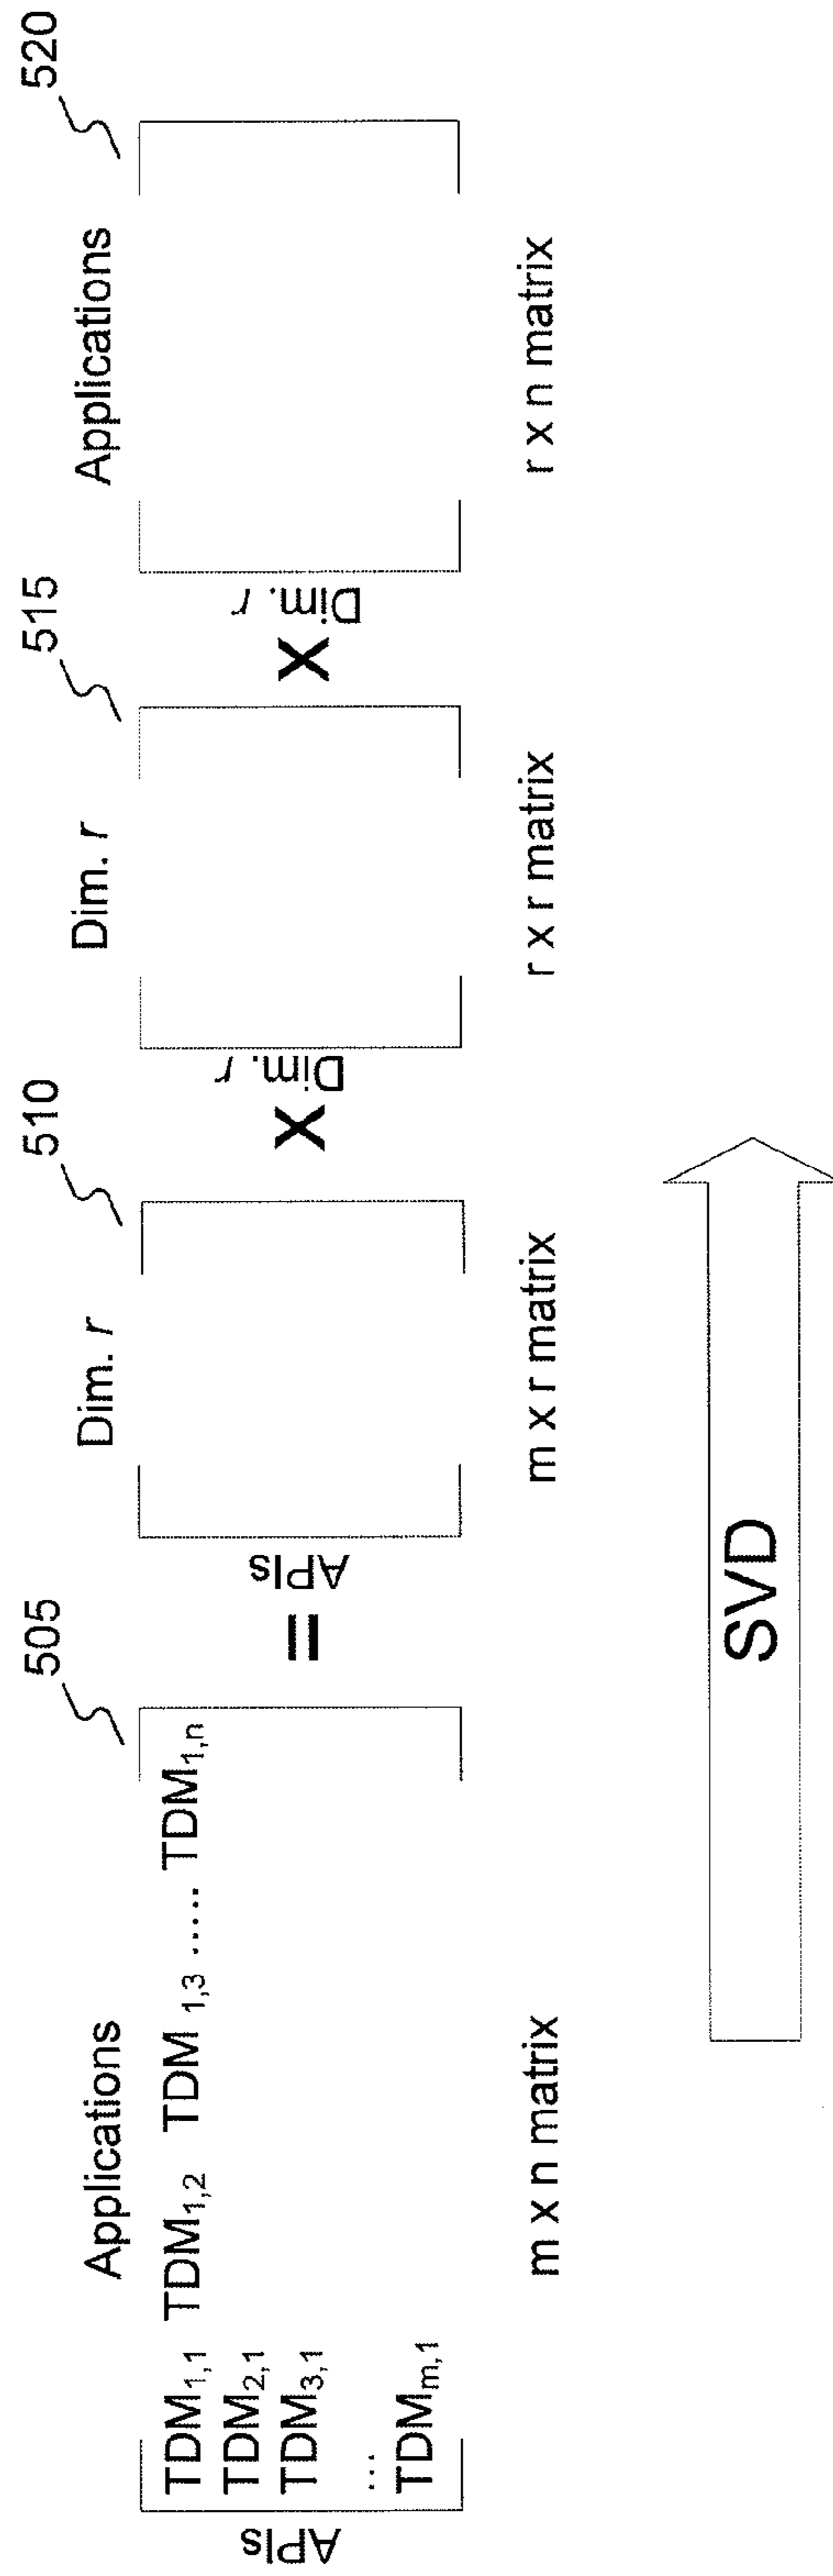 505
510
515
520
Applications
Dim. r
Dim. r
Applications
APIs
TDM1,1 TDM1,2 TDM 1,3 ..... TDM1,n
TDM2,1
TDM3,1
...
TDMm,1
=
APIs
X
Dim. r
X
Dim. r
m x n matrix
m x r matrix
r x r matrix
r x n matrix
SVD